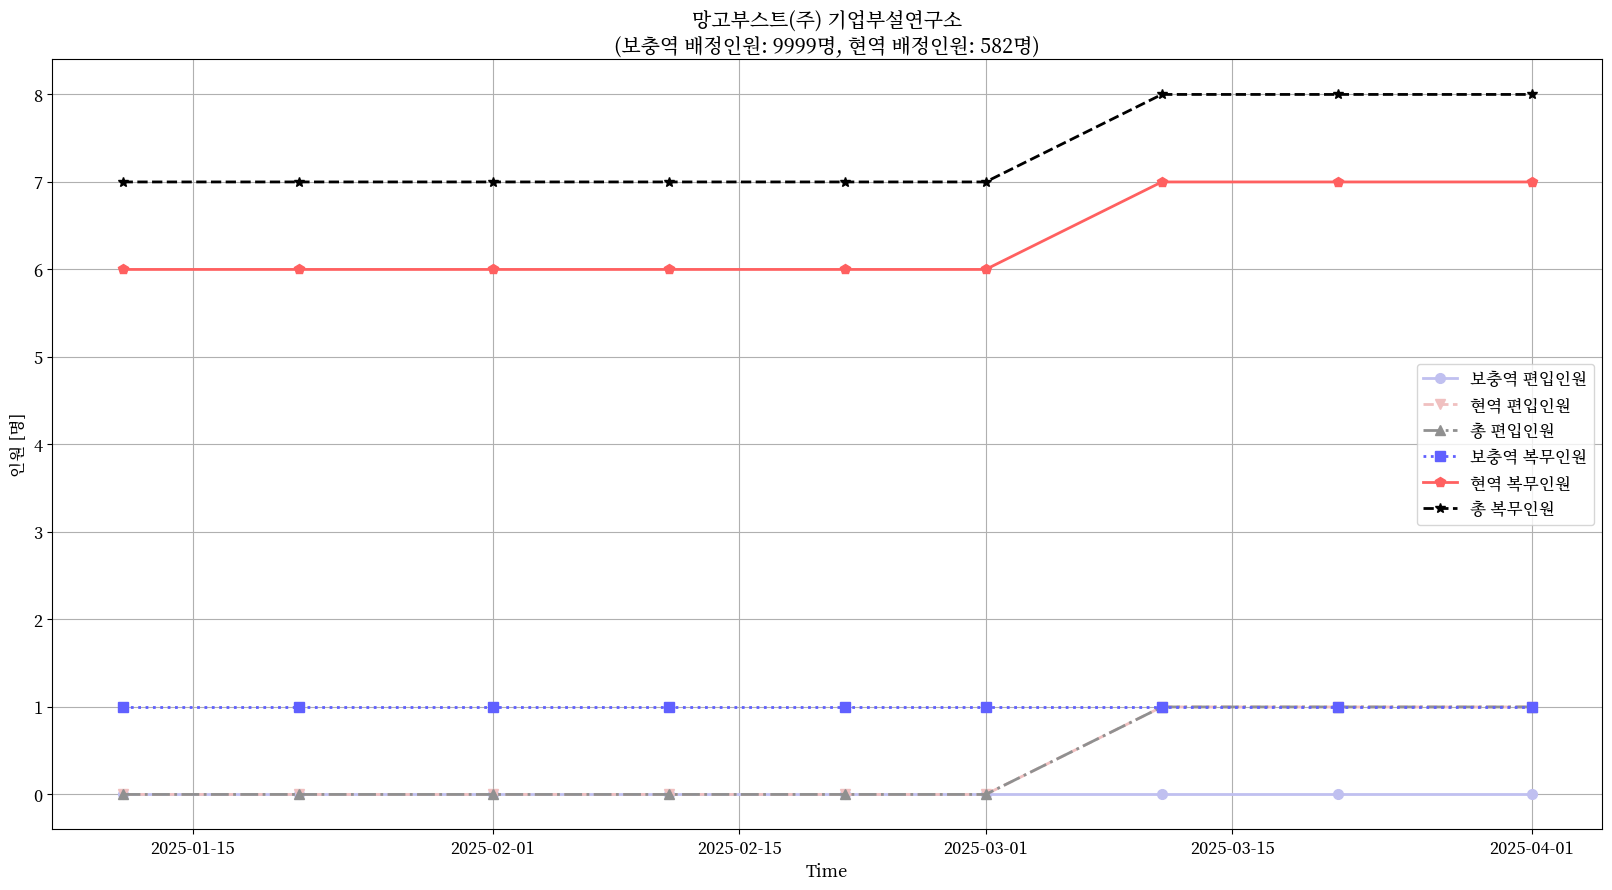 망고부스트(주) 기업부설연구소
(보충역 배정인원: 9999명, 현역 배정인원: 582명)
인원 [명]
8
7
6
5
4
3
2
1
0
보충역 편입인원
현역 편입인원
총 편입인원
보충역 복무인원
현역 복무인원
총 복무인원
2025-01-15
2025-02-01
2025-02-15
2025-03-01
2025-03-15
2025-04-01
Time